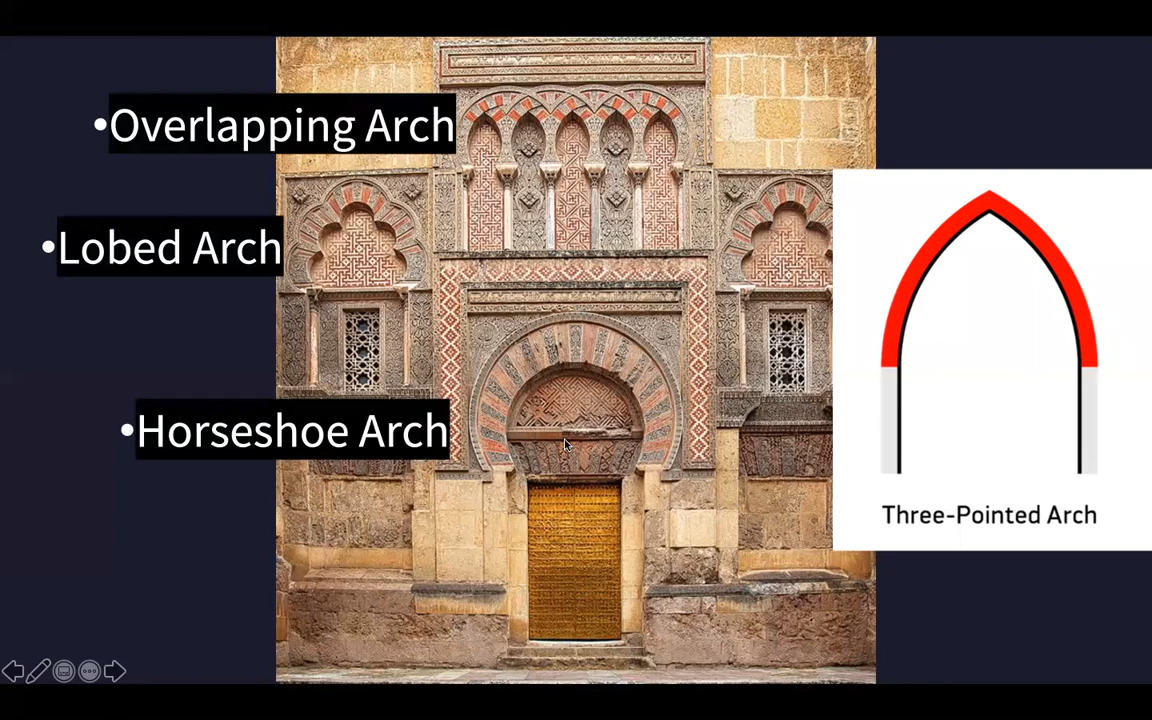 •Overlapping Arch
•Lobed Arch
•Horseshoe Arch
Three-Pointed Arch